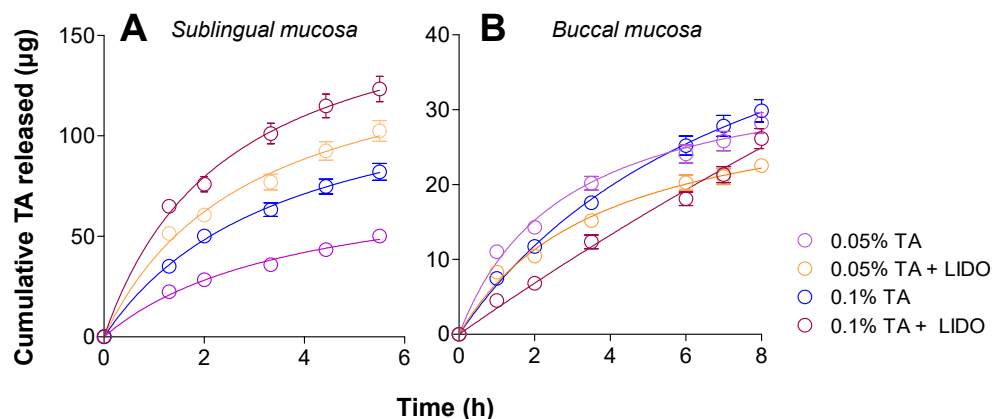 A Sublingual mucosa
B Buccal mucosa
Cumulative TA released (µg)
150
100
50
0
0 2 4 6
40
30
20
10
0
0 2 4 6 8
Time (h)
0.05% TA
0.05% TA + LIDO
0.1% TA
0.1% TA + LIDO